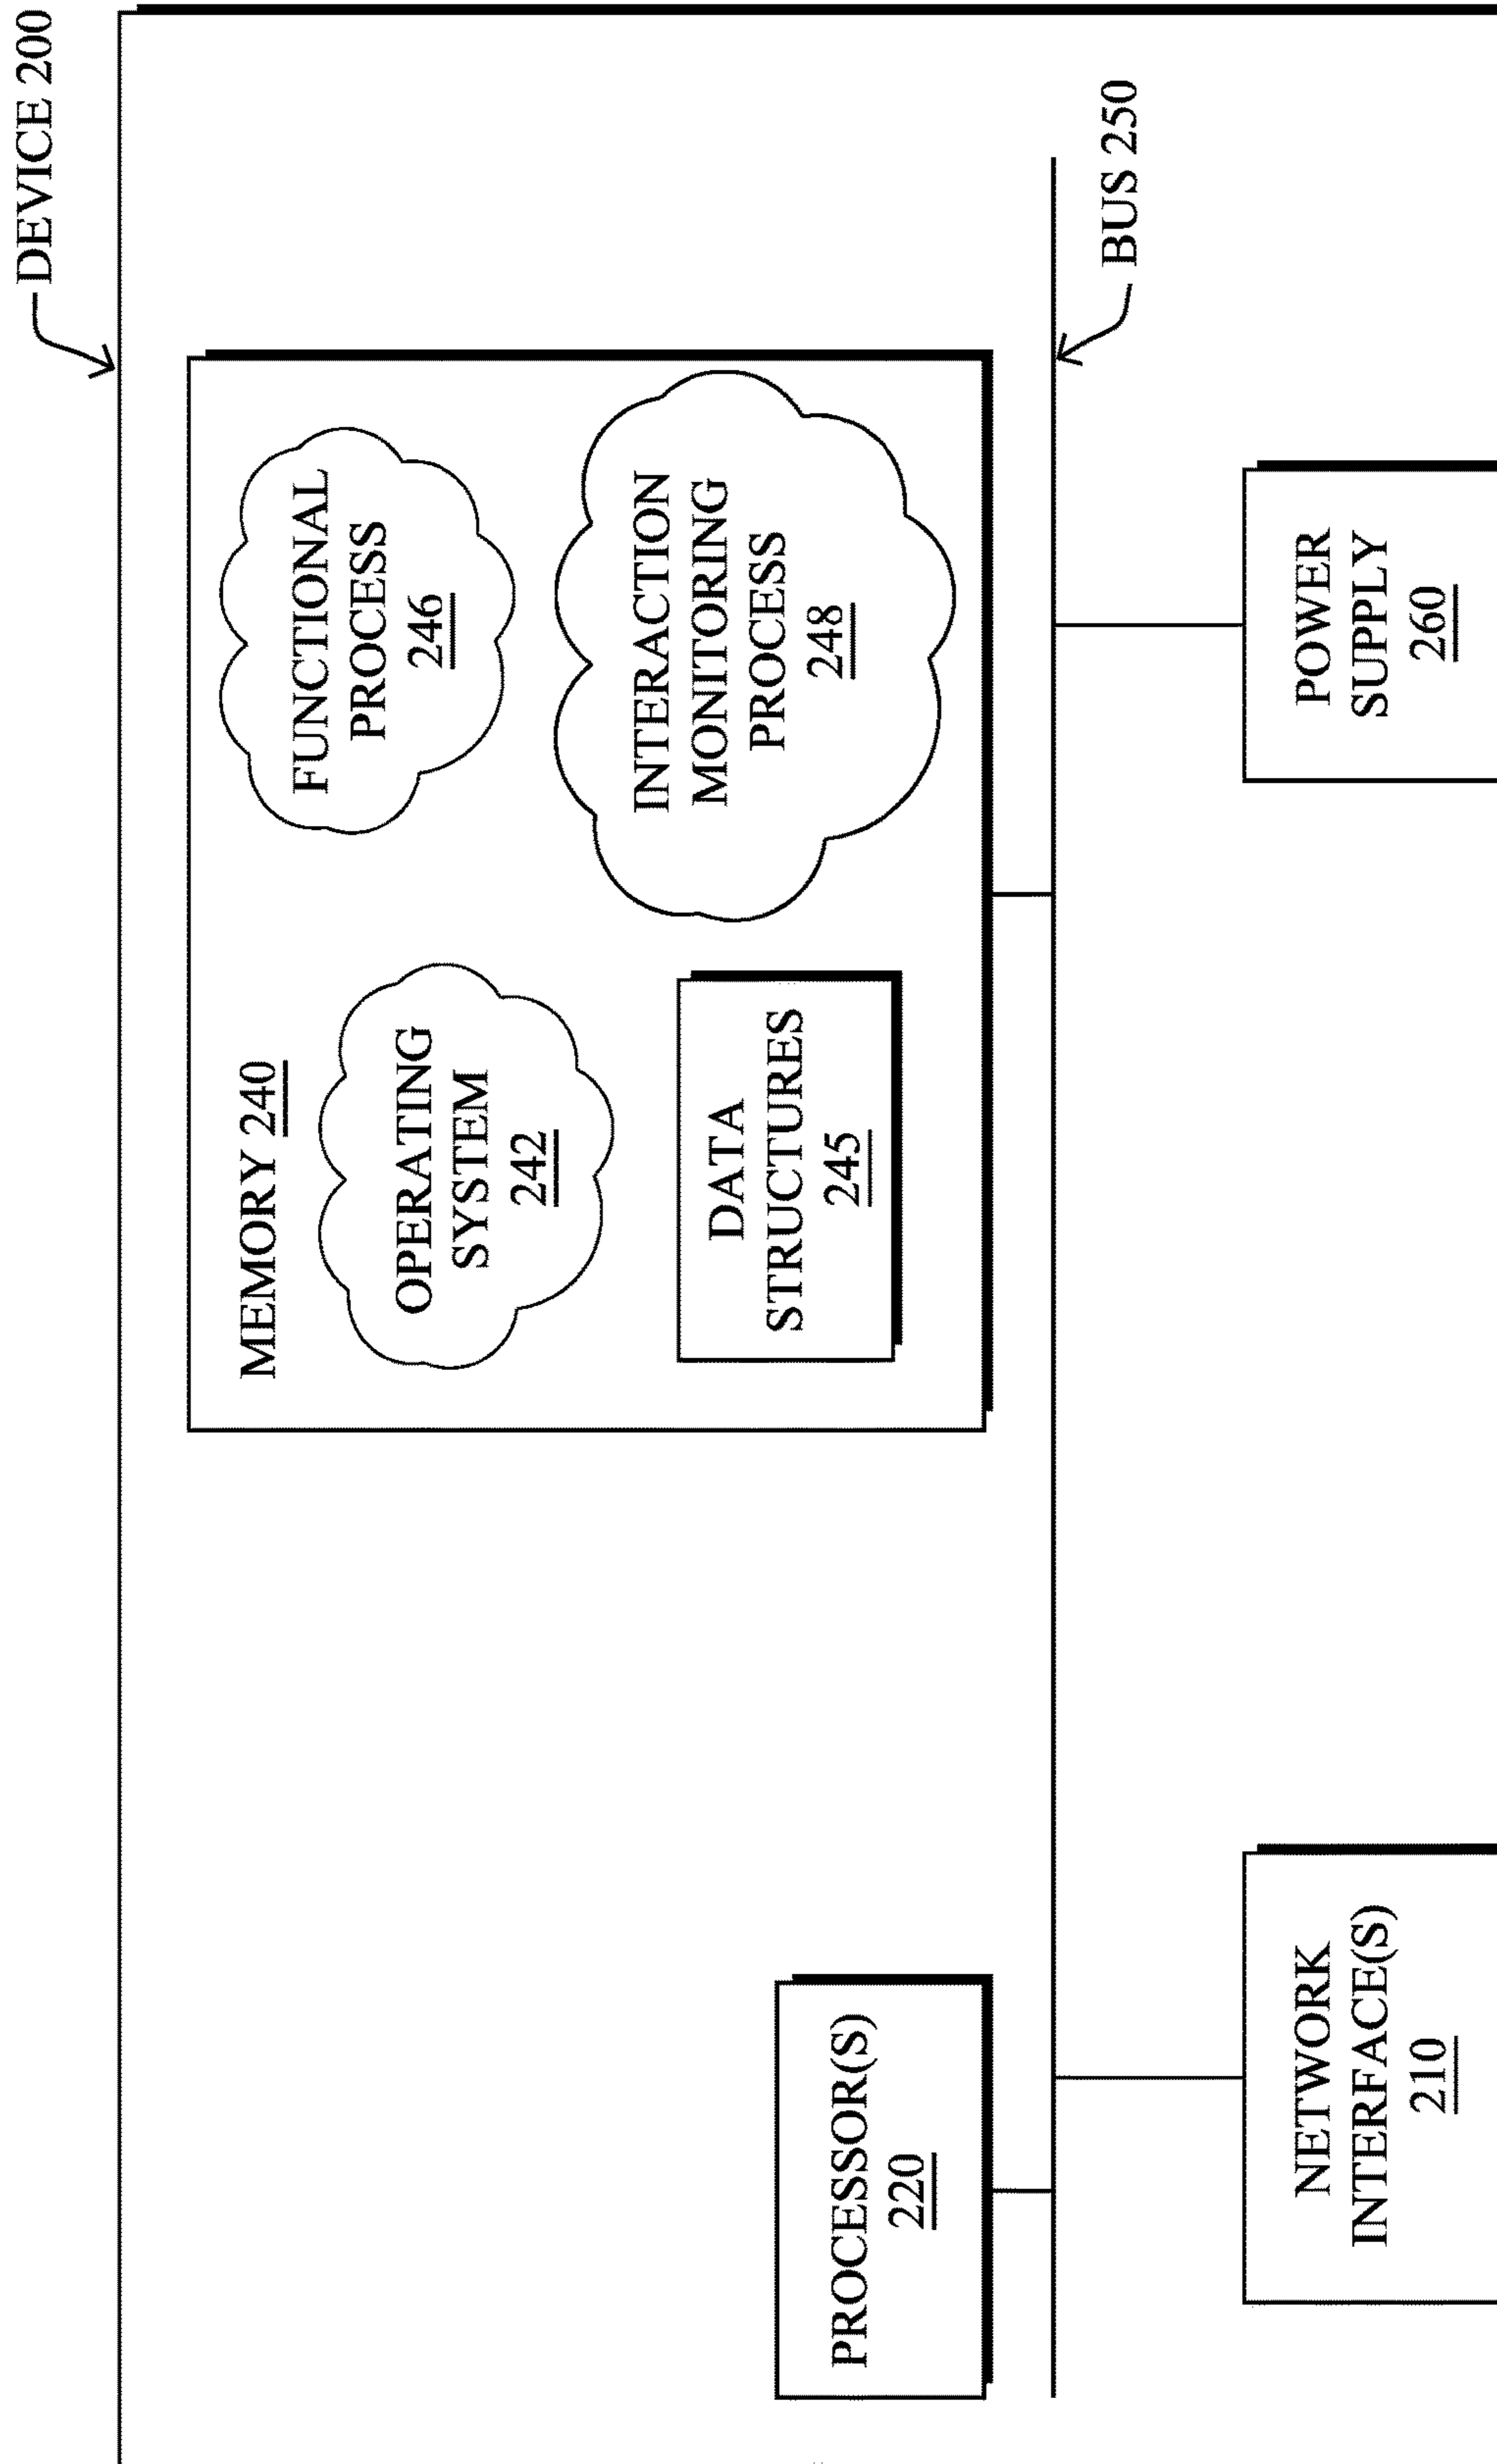 DEVICE 200
MEMORY 240
OPERATING
SYSTEM
242
FUNCTIONAL
PROCESS
246
DATA
STRUCTURES
245
INTERACTION
MONITORING
PROCESS
248
PROCESSOR(S)
220
BUS 250
NETWORK
INTERFACE(S)
210
POWER
SUPPLY
260